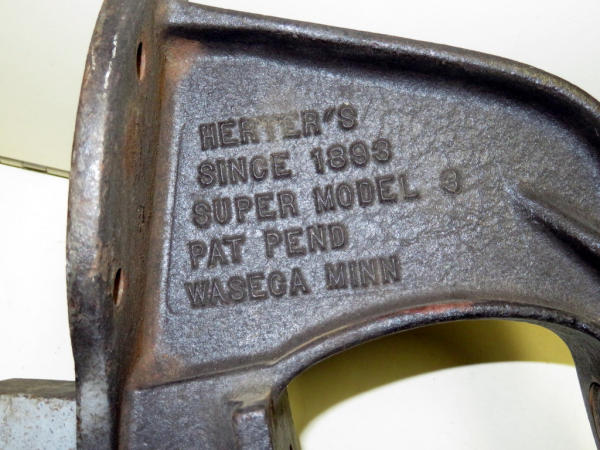 HERTER'S
SINCE 1893
SUPER MODEL 3
PAT PEND
WASECA MINN